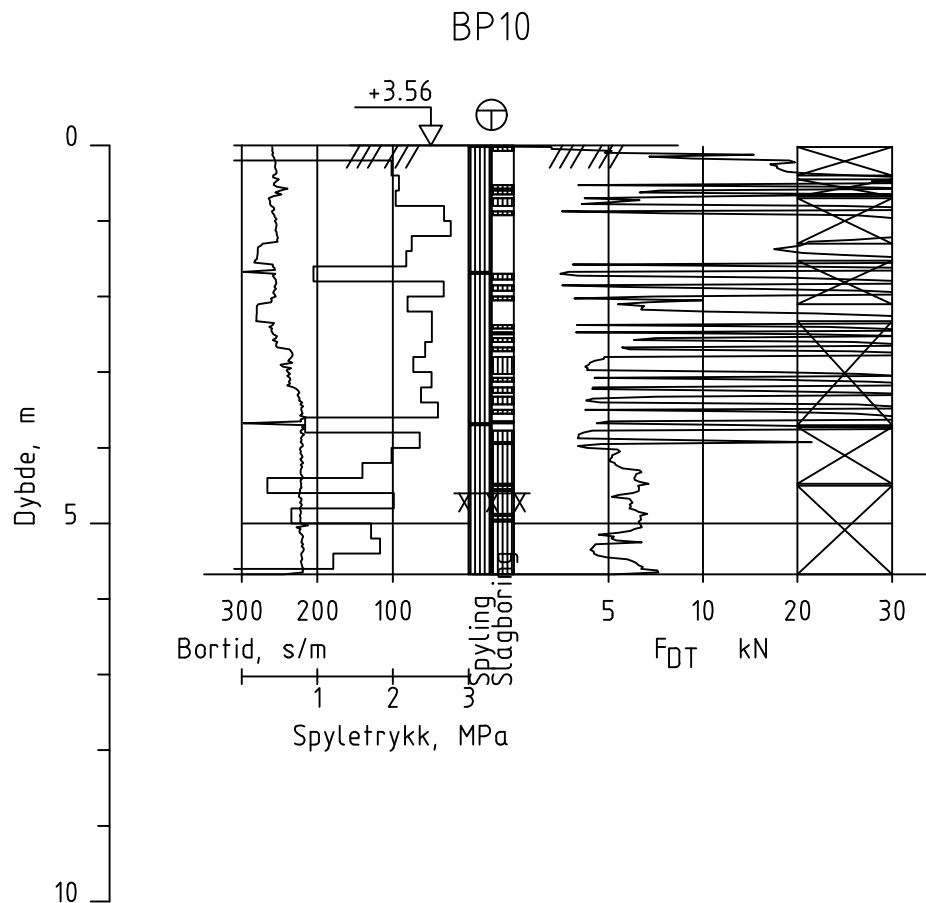 BP10
+3.56
T
0
Dybde, m
5
10
300 200 100
5 10 20 30
Bortid, s/m
Spyling
Slagboring
FDT kN
1 2 3
Spyletrykk, MPa
X X X